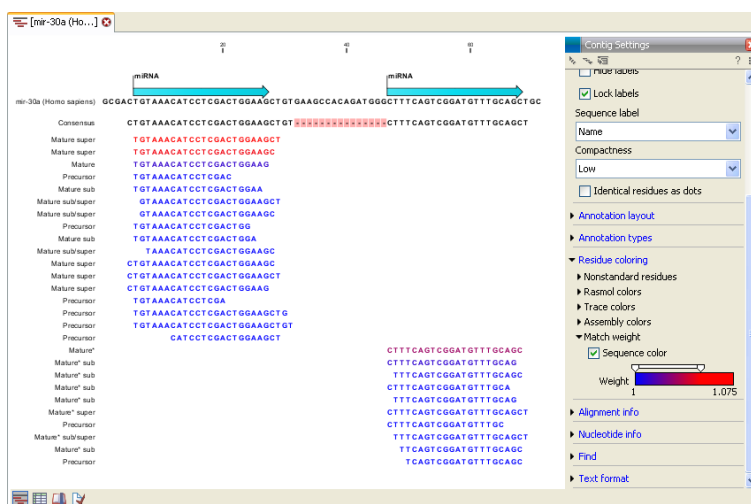 [mir-30a (Ho...]
20 40 60
miRNA miRNA
mir-30a (Homo sapiens) GCGACTGTAAACATCCTCGACTGGAAGCTGTGAAGCCACAGATGGGCTTTCAGTCGGATGTTTGCAGCTGC
Consensus CTGTAAACATCCTCGACTGGAAGCTGT---------------CTTTCAGTCGGATGTTTGCAGCT
Mature super TGTAAACATCCTCGACTGGAAGCT
Mature super TGTAAACATCCTCGACTGGAAGC
Mature TGTAAACATCCTCGACTGGAAG
Precursor TGTAAACATCCTCGAC
Mature sub TGTAAACATCCTCGACTGGAA
Mature sub/super GTAAACATCCTCGACTGGAAGCT
Mature sub/super GTAAACATCCTCGACTGGAAGC
Precursor TGTAAACATCCTCGACTGG
Mature sub TGTAAACATCCTCGACTGGA
Mature sub/super TAAACATCCTCGACTGGAAGC
Mature super CTGTAAACATCCTCGACTGGAAGC
Mature super CTGTAAACATCCTCGACTGGAAGCT
Mature super CTGTAAACATCCTCGACTGGAAG
Precursor TGTAAACATCCTCGA
Precursor TGTAAACATCCTCGACTGGAAGCTG
Precursor TGTAAACATCCTCGACTGGAAGCTGT
Precursor CATCCTCGACTGGAAGCT
Mature* CTTTCAGTCGGATGTTTGCAGC
Mature* sub CTTTCAGTCGGATGTTTGCAG
Mature* sub TTTCAGTCGGATGTTTGCAGC
Mature* sub CTTTCAGTCGGATGTTTGCA
Mature* sub TTTCAGTCGGATGTTTGCAG
Mature* super CTTTCAGTCGGATGTTTGCAGCT
Precursor CTTTCAGTCGGATGTTTGC
Mature* sub/super TTTCAGTCGGATGTTTGCAGCT
Mature* sub TTCAGTCGGATGTTTGCAGC
Precursor TCAGTCGGATGTTTGCAGC
Contig Settings
?
Hide labels
Lock labels
Sequence label
Name
Compactness
Low
Identical residues as dots
Annotation layout
Annotation types
Residue coloring
Nonstandard residues
Rasmol colors
Trace colors
Assembly colors
Match weight
Sequence color
Weight
1 1.075
Alignment info
Nucleotide info
Find
Text format